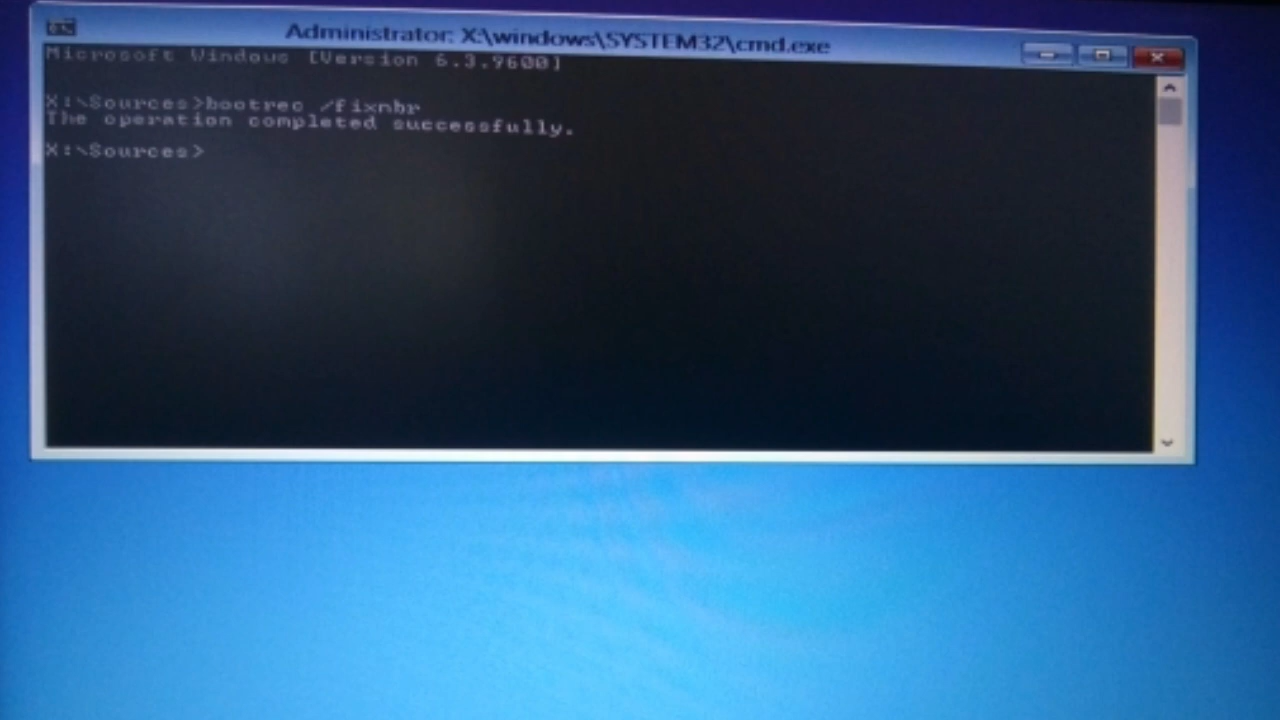 Administrator: X:\windows\SYSTEM32\cmd.exe
Microsoft Windows [Version 6.3.9600]
X:\Sources>bootrec /fixmbr
The operation completed successfully.
X:\Sources>